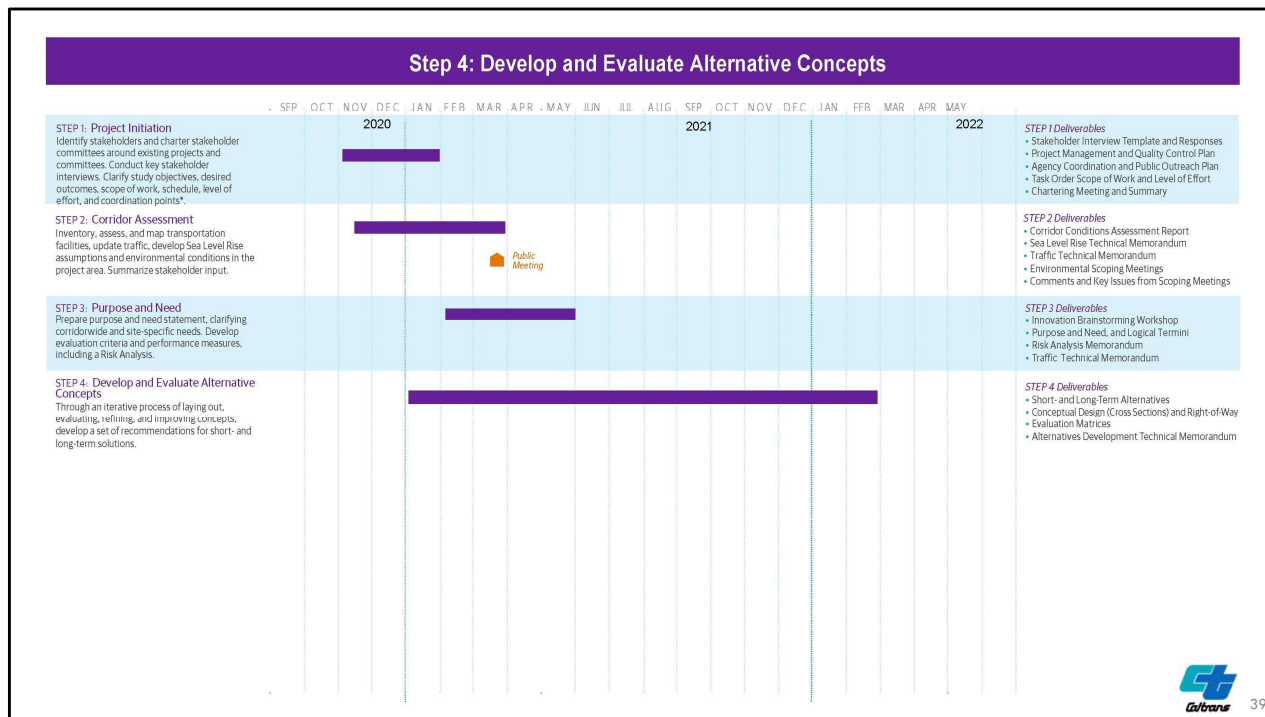 Step 4: Develop and Evaluate Alternative Concepts
SEP OCT NOV DEC JAN FEB MAR APR MAY JUN JUL AUG SEP OCT NOV DEC JAN FEB MAR APR MAY
2020 2021 2022
STEP 1: Project Initiation
Identify stakeholders and charter stakeholder
committees around existing projects and
committees. Conduct key stakeholder
interviews. Clarify study objectives, desired
outcomes, scope of work, schedule, level of
effort, and coordination points*.
STEP 1 Deliverables
• Stakeholder Interview Template and Responses
• Project Management and Quality Control Plan
• Agency Coordination and Public Outreach Plan
• Task Order Scope of Work and Level of Effort
• Chartering Meeting and Summary
STEP 2: Corridor Assessment
Inventory, assess, and map transportation
facilities, update traffic, develop Sea Level Rise
assumptions and environmental conditions in the
project area. Summarize stakeholder input.
Public
Meeting
STEP 2 Deliverables
• Corridor Conditions Assessment Report
• Sea Level Rise Technical Memorandum
• Traffic Technical Memorandum
• Environmental Scoping Meetings
• Comments and Key Issues from Scoping Meetings
STEP 3: Purpose and Need
Prepare purpose and need statement, clarifying
corridorwide and site-specific needs. Develop
evaluation criteria and performance measures,
including a Risk Analysis.
STEP 3 Deliverables
• Innovation Brainstorming Workshop
• Purpose and Need, and Logical Termini
• Risk Analysis Memorandum
• Traffic Technical Memorandum
STEP 4: Develop and Evaluate Alternative
Concepts
Through an iterative process of laying out,
evaluating, refining, and improving concepts,
develop a set of recommendations for short- and
long-term solutions.
STEP 4 Deliverables
• Short- and Long-Term Alternatives
• Conceptual Design (Cross Sections) and Right-of-Way
• Evaluation Matrices
• Alternatives Development Technical Memorandum
Caltrans
39